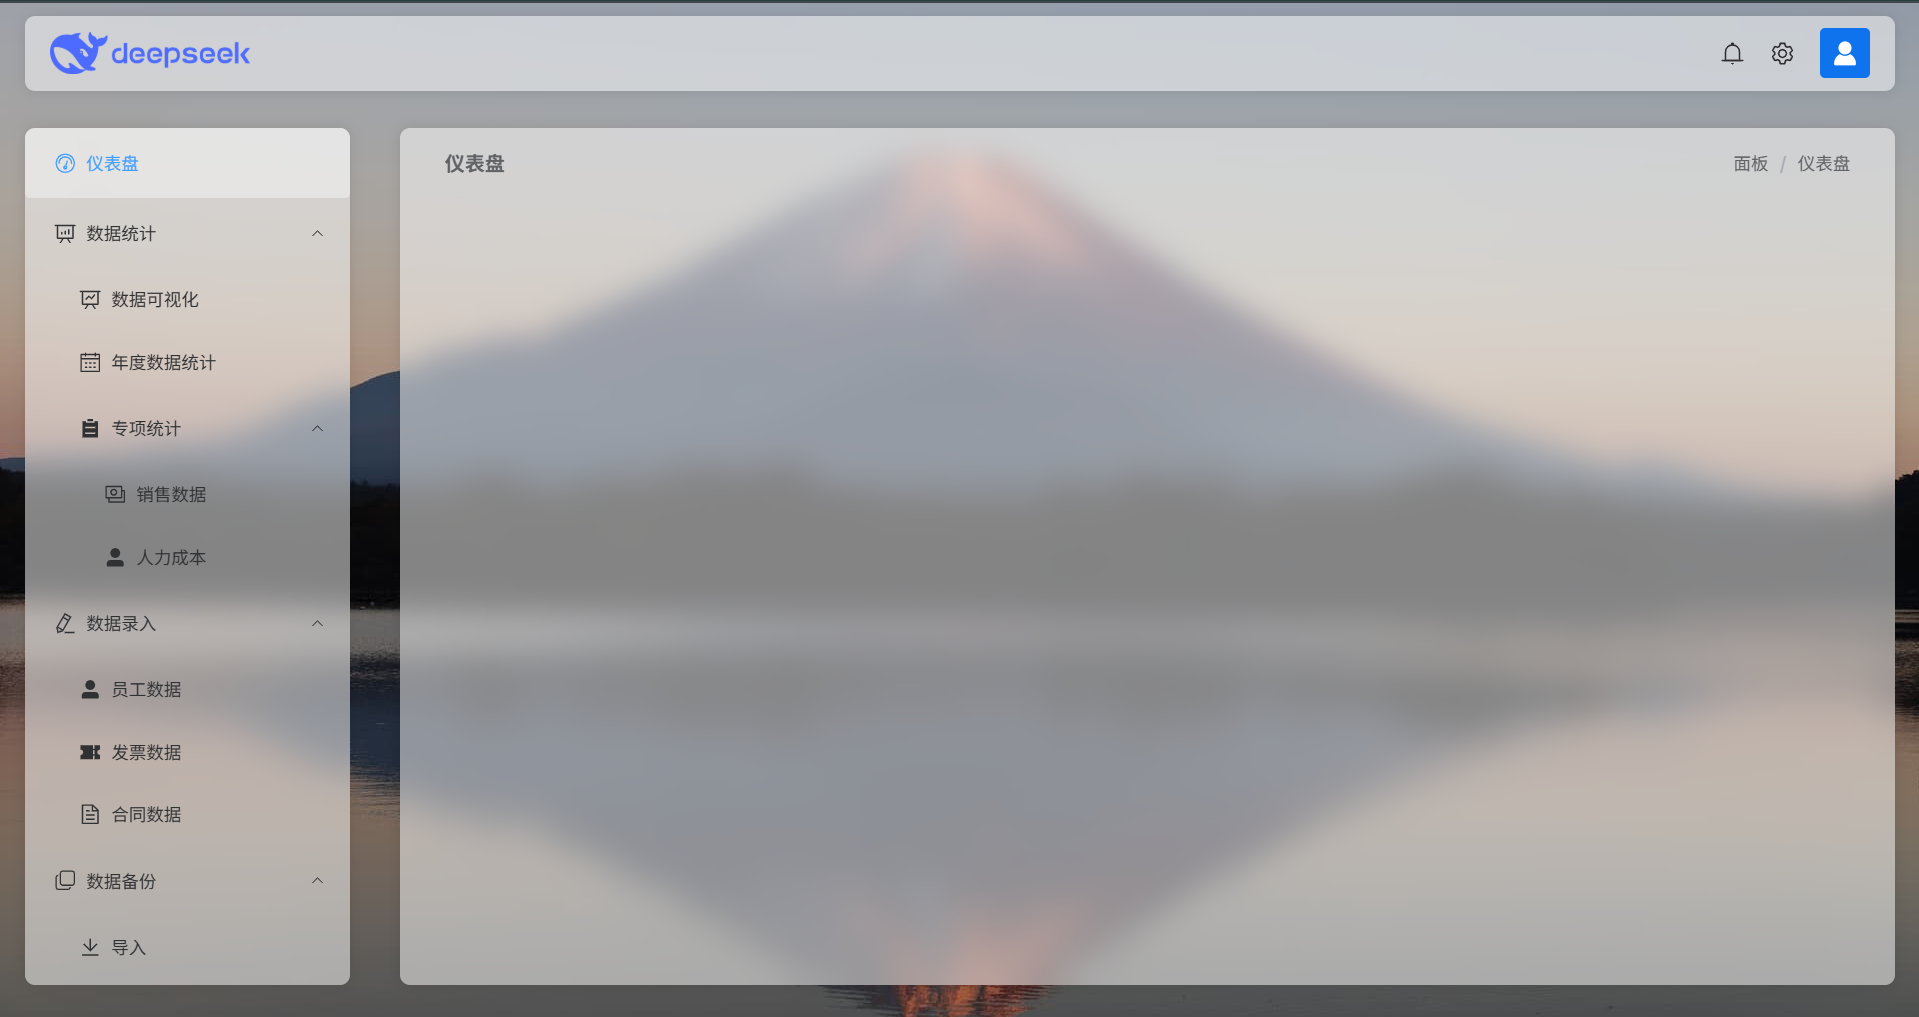 deepseek
仪表盘
数据统计
数据可视化
年度数据统计
专项统计
销售数据
人力成本
数据录入
员工数据
发票数据
合同数据
数据备份
导入
仪表盘
面板 / 仪表盘